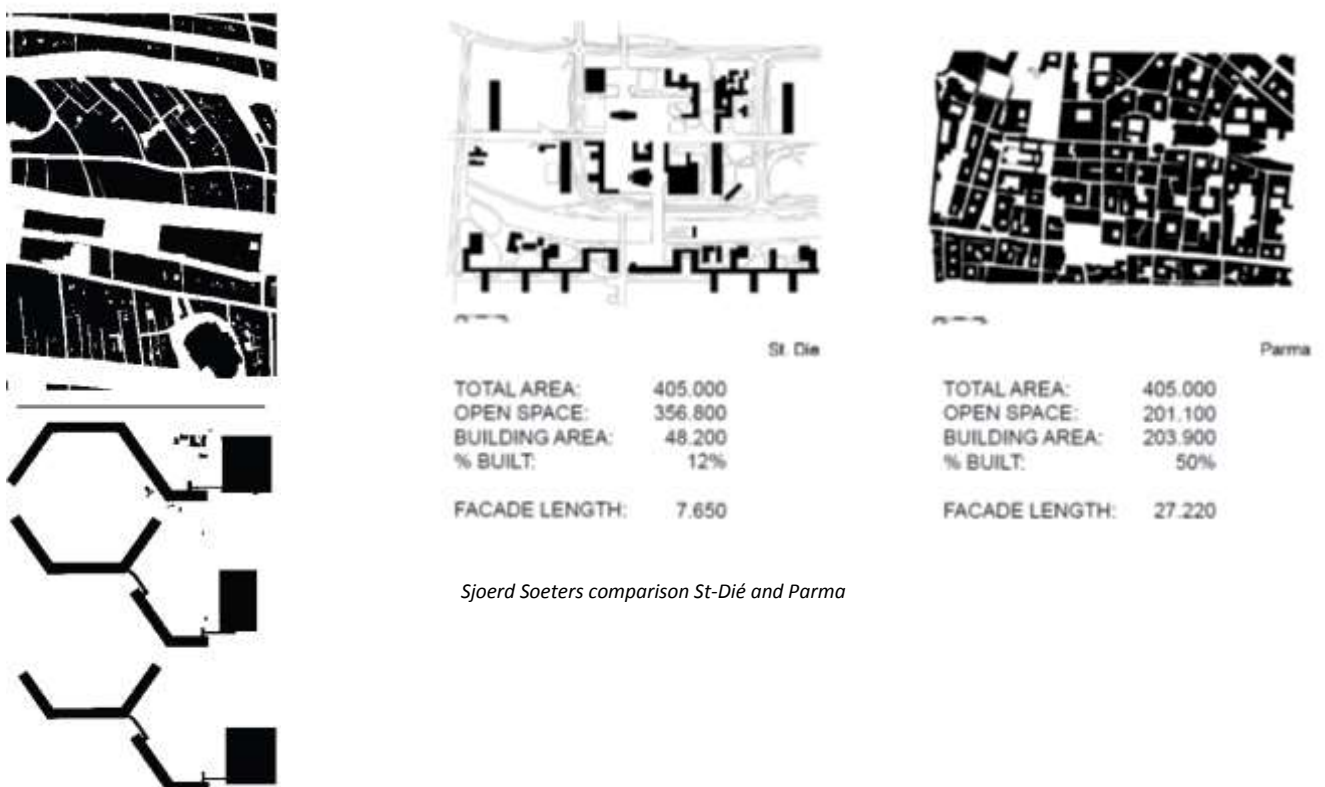 St. Die
TOTAL AREA: 405.000
OPEN SPACE: 356.800
BUILDING AREA: 48.200
% BUILT: 12%
FACADE LENGTH: 7.650
Parma
TOTAL AREA: 405.000
OPEN SPACE: 201.100
BUILDING AREA: 203.900
% BUILT: 50%
FACADE LENGTH: 27.220
Sjoerd Soeters comparison St-Dié and Parma